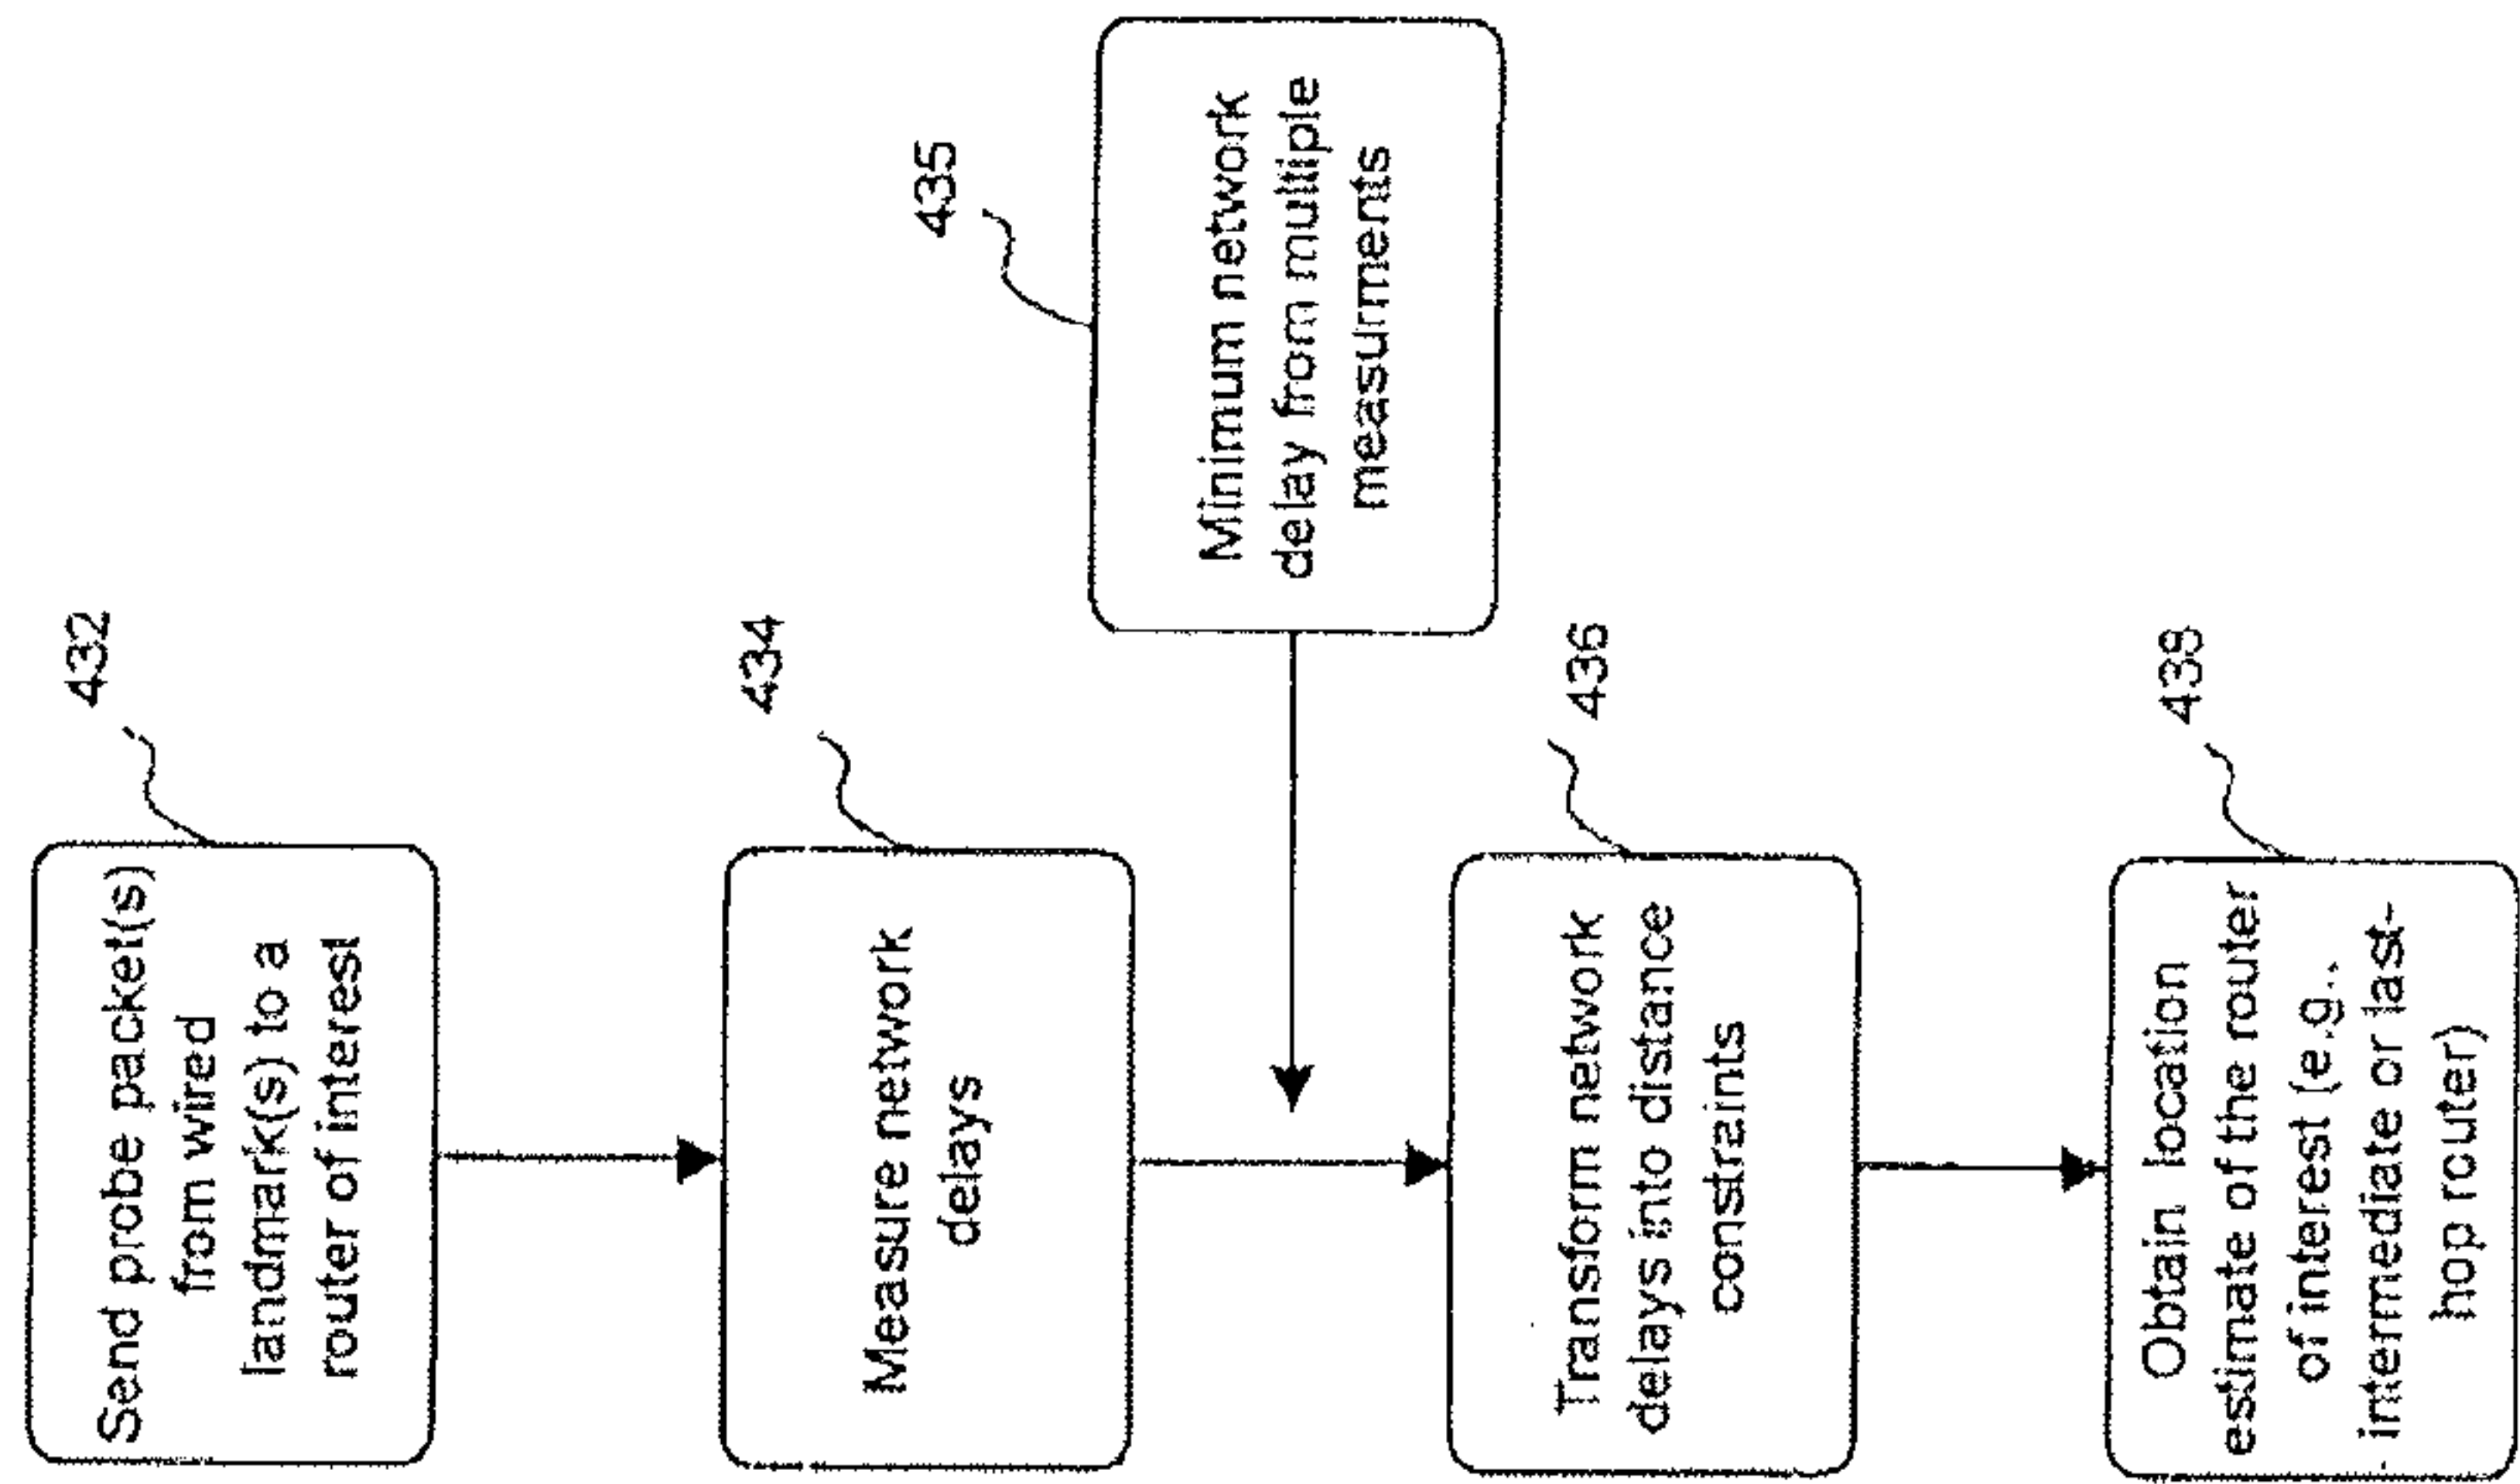 432
Send probe packet(s)
from wired
landmark(s) to a
router of interest
434
Measure network
delays
435
Minimum network
delay from multiple
measurments
436
Transform network
delays into distance
constraints
438
Obtain location
estimate of the router
of interest (e.g.,
intermediate or last-
hop router)